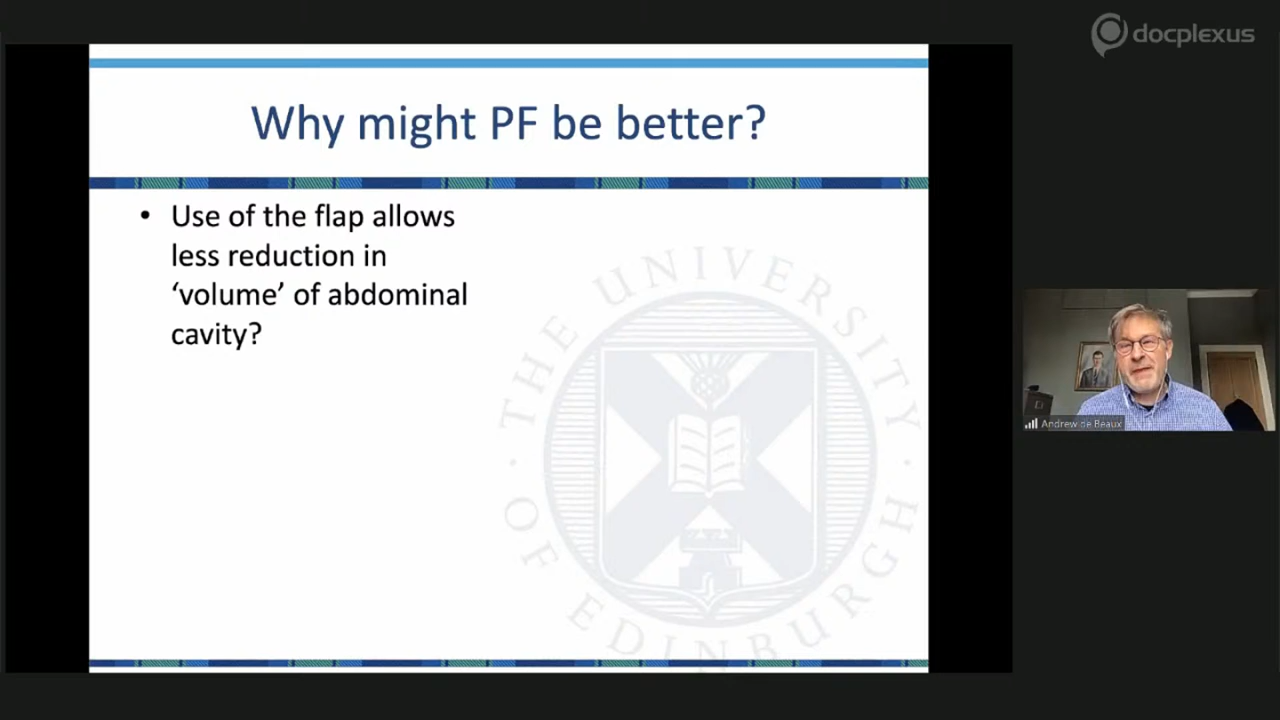 docplexus
Why might PF be better?
• Use of the flap allows
less reduction in
‘volume’ of abdominal
cavity?
THE UNIVERSITY
OF EDINBURGH
Andrew de Beaux